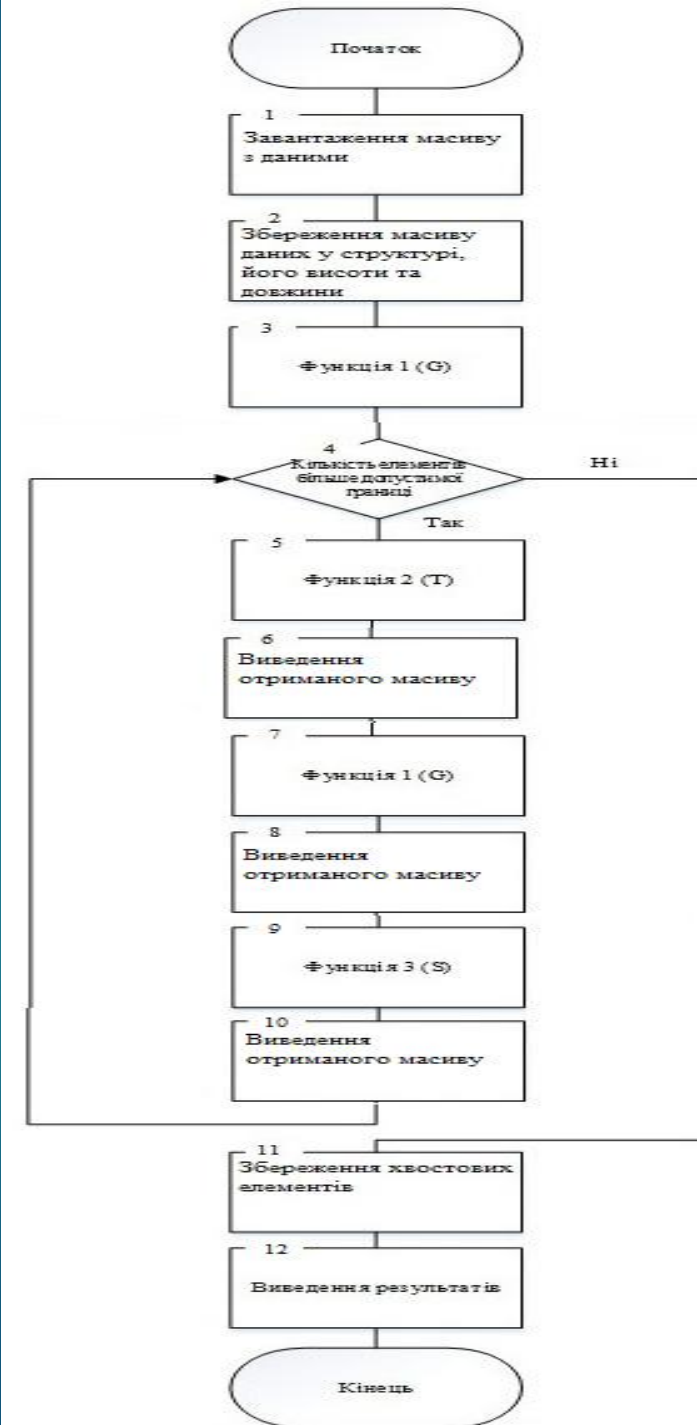 Початок
1
Завантаження масиву
з даними
2
Збереження масиву
даних у структурі,
його висоти та
довжини
3
Функція 1 (G)
4
Кількість елементів
більше допустимої
границі
Ні
Так
5
Функція 2 (T)
6
Виведення
отриманого масиву
7
Функція 1 (G)
8
Виведення
отриманого масиву
9
Функція 3 (S)
10
Виведення
отриманого масиву
11
Збереження хвостових
елементів
12
Виведення результатів
Кінець